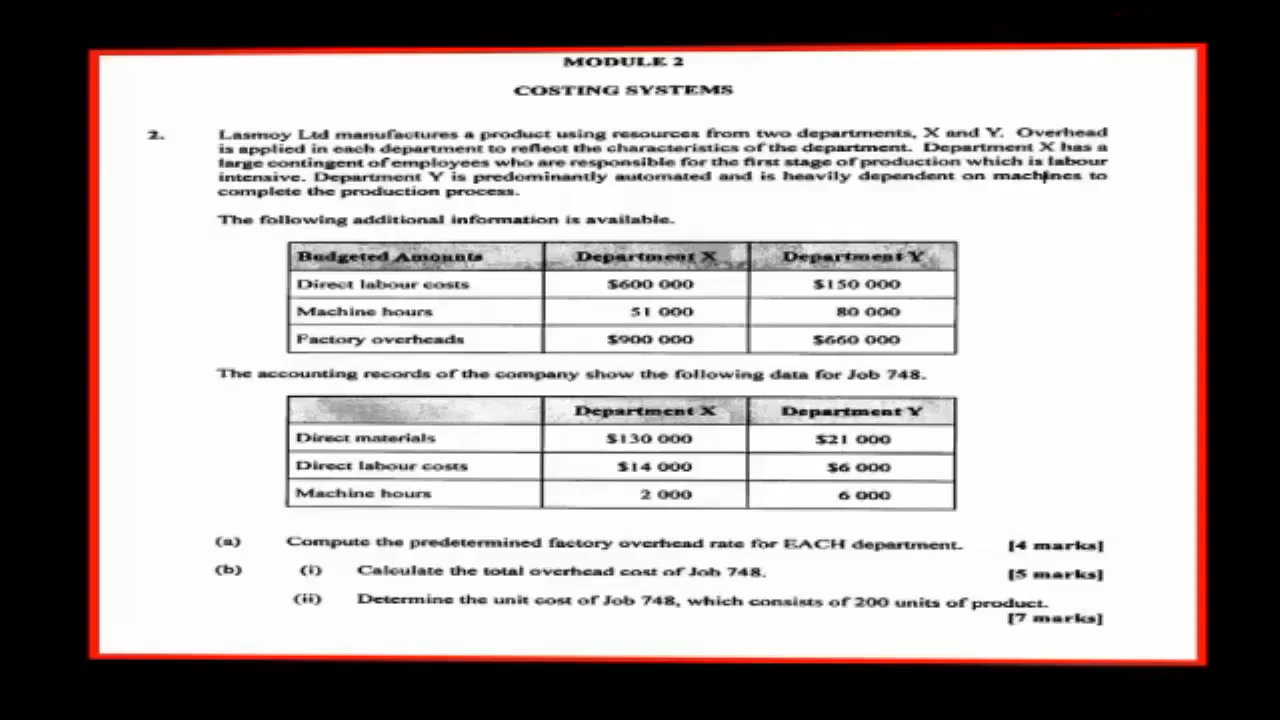 MODULE 2
COSTING SYSTEMS
2. Lasmoy Ltd manufactures a product using resources from two departments, X and Y. Overhead
is applied in each department to reflect the characteristics of the department. Department X has a
large contingent of employees who are responsible for the first stage of production which is labour
intensive. Department Y is predominantly automated and is heavily dependent on machines to
complete the production process.
The following additional information is available.
Budgeted Amounts Department X Department Y
Direct labour costs $600 000 $150 000
Machine hours 51 000 80 000
Factory overheads $900 000 $660 000
The accounting records of the company show the following data for Job 748.
Department X Department Y
Direct materials $130 000 $21 000
Direct labour costs $14 000 $6 000
Machine hours 2 000 6 000
(a) Compute the predetermined factory overhead rate for EACH department. [4 marks]
(b) (i) Calculate the total overhead cost of Job 748. [5 marks]
(ii) Determine the unit cost of Job 748, which consists of 200 units of product.
[7 marks]